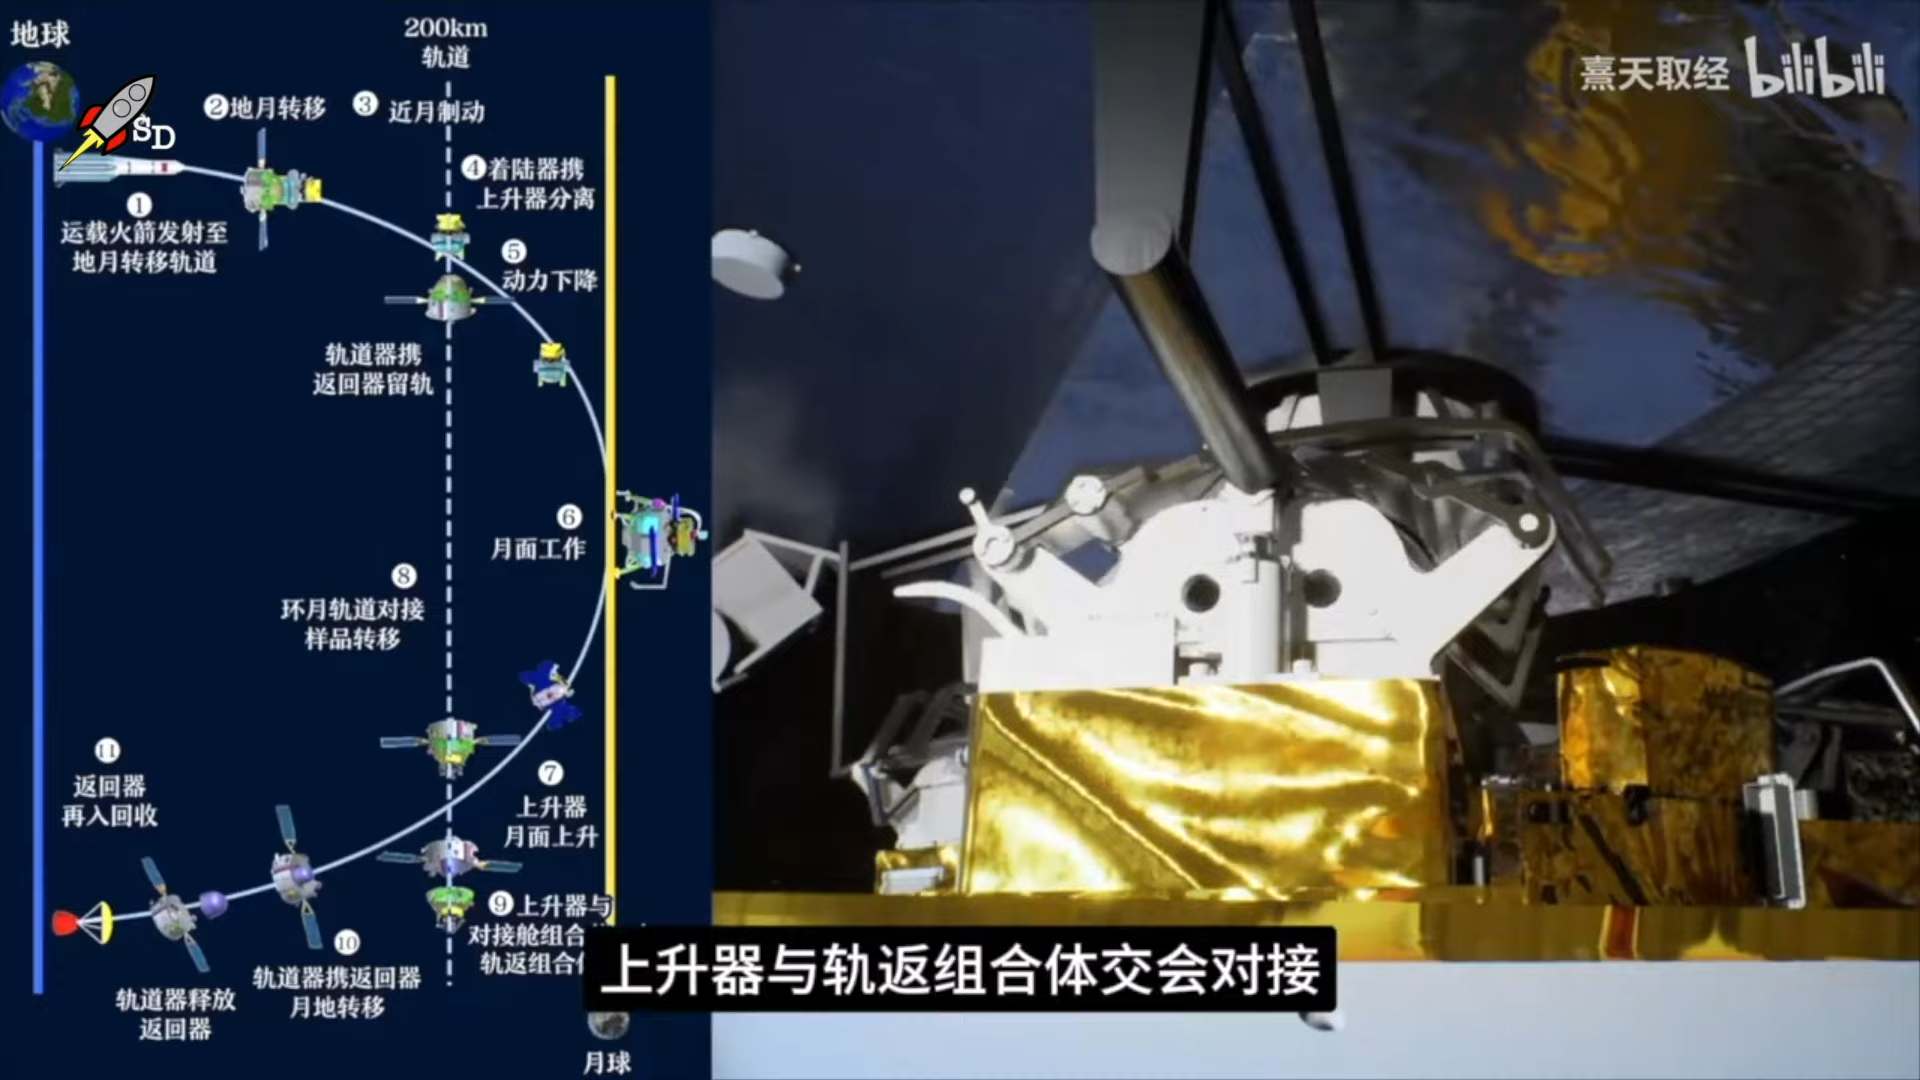 地球
200km
轨道
②地月转移
③ 近月制动
SD
④着陆器携
上升器分离
①
运载火箭发射至
地月转移轨道
⑤
动力下降
轨道器携
返回器留轨
⑥
月面工作
⑧
环月轨道对接
样品转移
⑪
返回器
再入回收
⑦
上升器
月面上升
⑨上升器与
对接舱组合
轨返组合
⑩
轨道器携返回器
月地转移
轨道器释放
返回器
月球
熹天取经 bilibili
上升器与轨返组合体交会对接